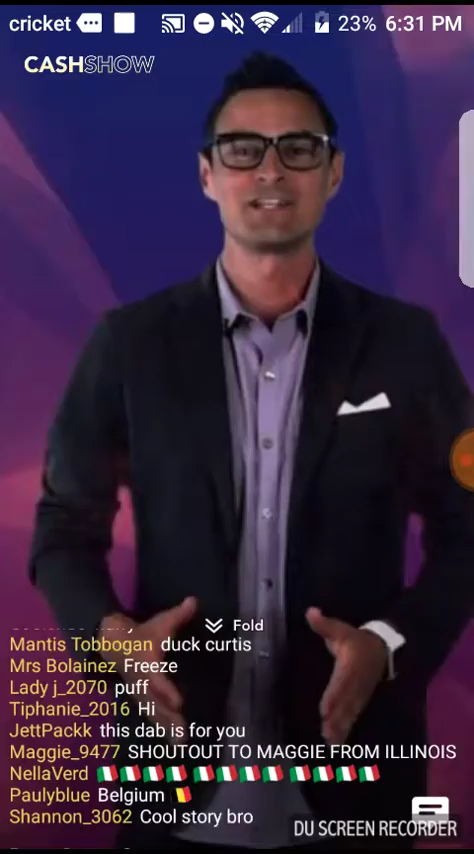 cricket 23% 6:31 PM
CASHSHOW
Fold
Mantis Tobbogan duck curtis
Mrs Bolainez Freeze
Lady j_2070 puff
Tiphanie_2016 Hi
JettPackk this dab is for you
Maggie_9477 SHOUTOUT TO MAGGIE FROM ILLINOIS
NellaVerd 🇮🇹🇮🇹🇮🇹🇮🇹🇮🇹🇮🇹🇮🇹🇮🇹🇮🇹🇮🇹🇮🇹🇮🇹
Paulyblue Belgium 🇧🇪
Shannon_3062 Cool story bro
DU SCREEN RECORDER